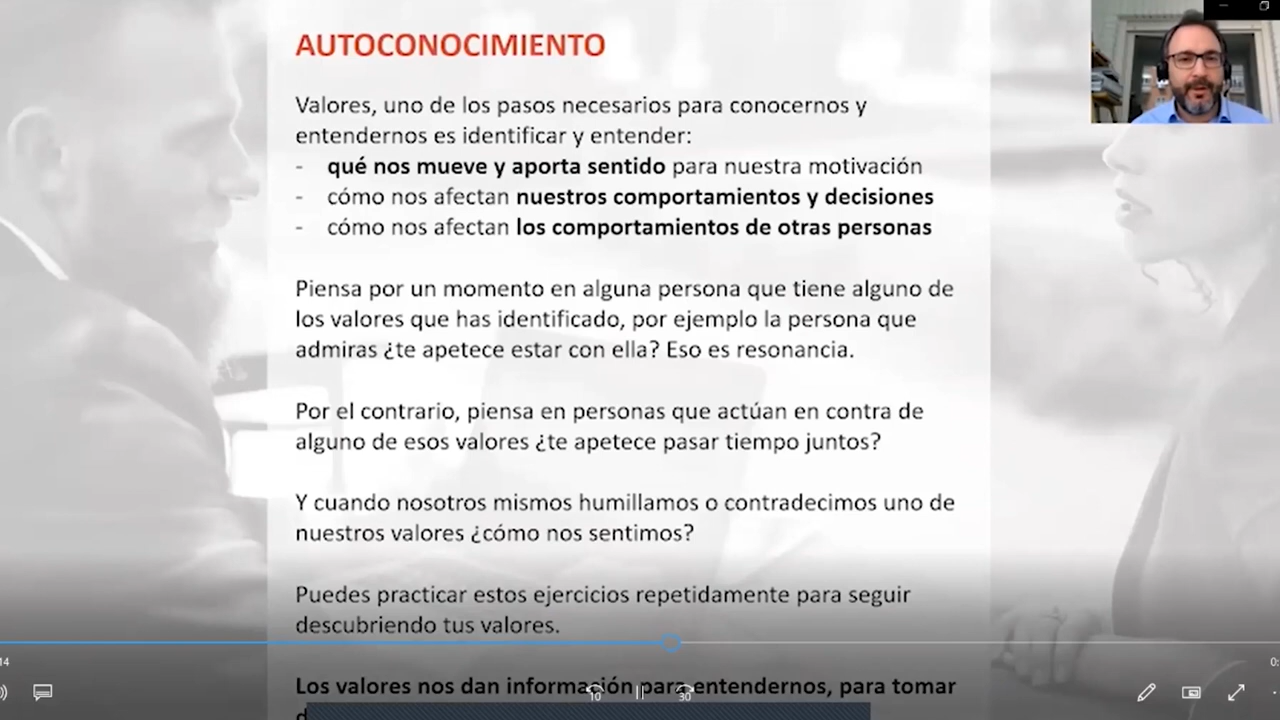 AUTOCONOCIMIENTO
Valores, uno de los pasos necesarios para conocernos y
entendernos es identificar y entender:
- qué nos mueve y aporta sentido para nuestra motivación
- cómo nos afectan nuestros comportamientos y decisiones
- cómo nos afectan los comportamientos de otras personas
Piensa por un momento en alguna persona que tiene alguno de
los valores que has identificado, por ejemplo la persona que
admiras ¿te apetece estar con ella? Eso es resonancia.
Por el contrario, piensa en personas que actúan en contra de
alguno de esos valores ¿te apetece pasar tiempo juntos?
Y cuando nosotros mismos humillamos o contradecimos uno de
nuestros valores ¿cómo nos sentimos?
Puedes practicar estos ejercicios repetidamente para seguir
descubriendo tus valores.
14
0:
Los valores nos dan información para entendernos, para tomar
10
30